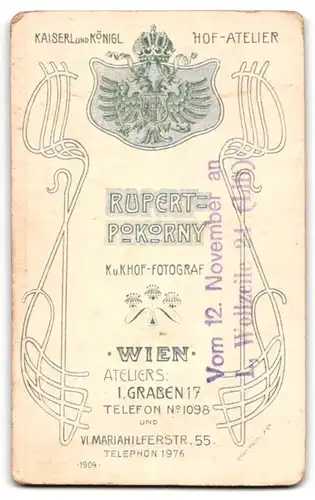 KAISERL UND KÖNIGL HOF-ATELIER
RUPERT
POKORNY
K.u.K.HOF-FOTOGRAF
· WIEN ·
ATELIERS:
I. GRABEN 17
TELEFON No 1098
UND
VI. MARIAHILFERSTR. 55.
TELEPHON 1976
·1904·
Vom 12. November an
I., Wollzeile